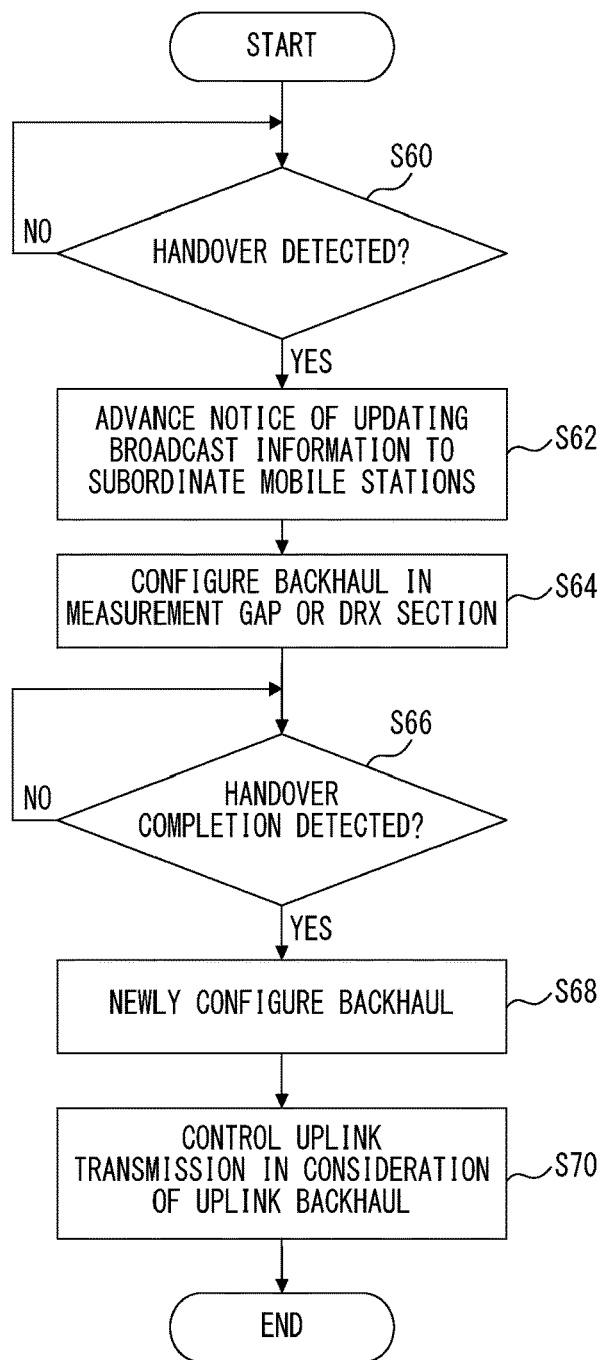 START
S60
NO
HANDOVER DETECTED?
YES
ADVANCE NOTICE OF UPDATING
BROADCAST INFORMATION TO
SUBORDINATE MOBILE STATIONS
S62
CONFIGURE BACKHAUL IN
MEASUREMENT GAP OR DRX SECTION
S64
S66
NO
HANDOVER
COMPLETION DETECTED?
YES
NEWLY CONFIGURE BACKHAUL
S68
CONTROL UPLINK
TRANSMISSION IN CONSIDERATION
OF UPLINK BACKHAUL
S70
END